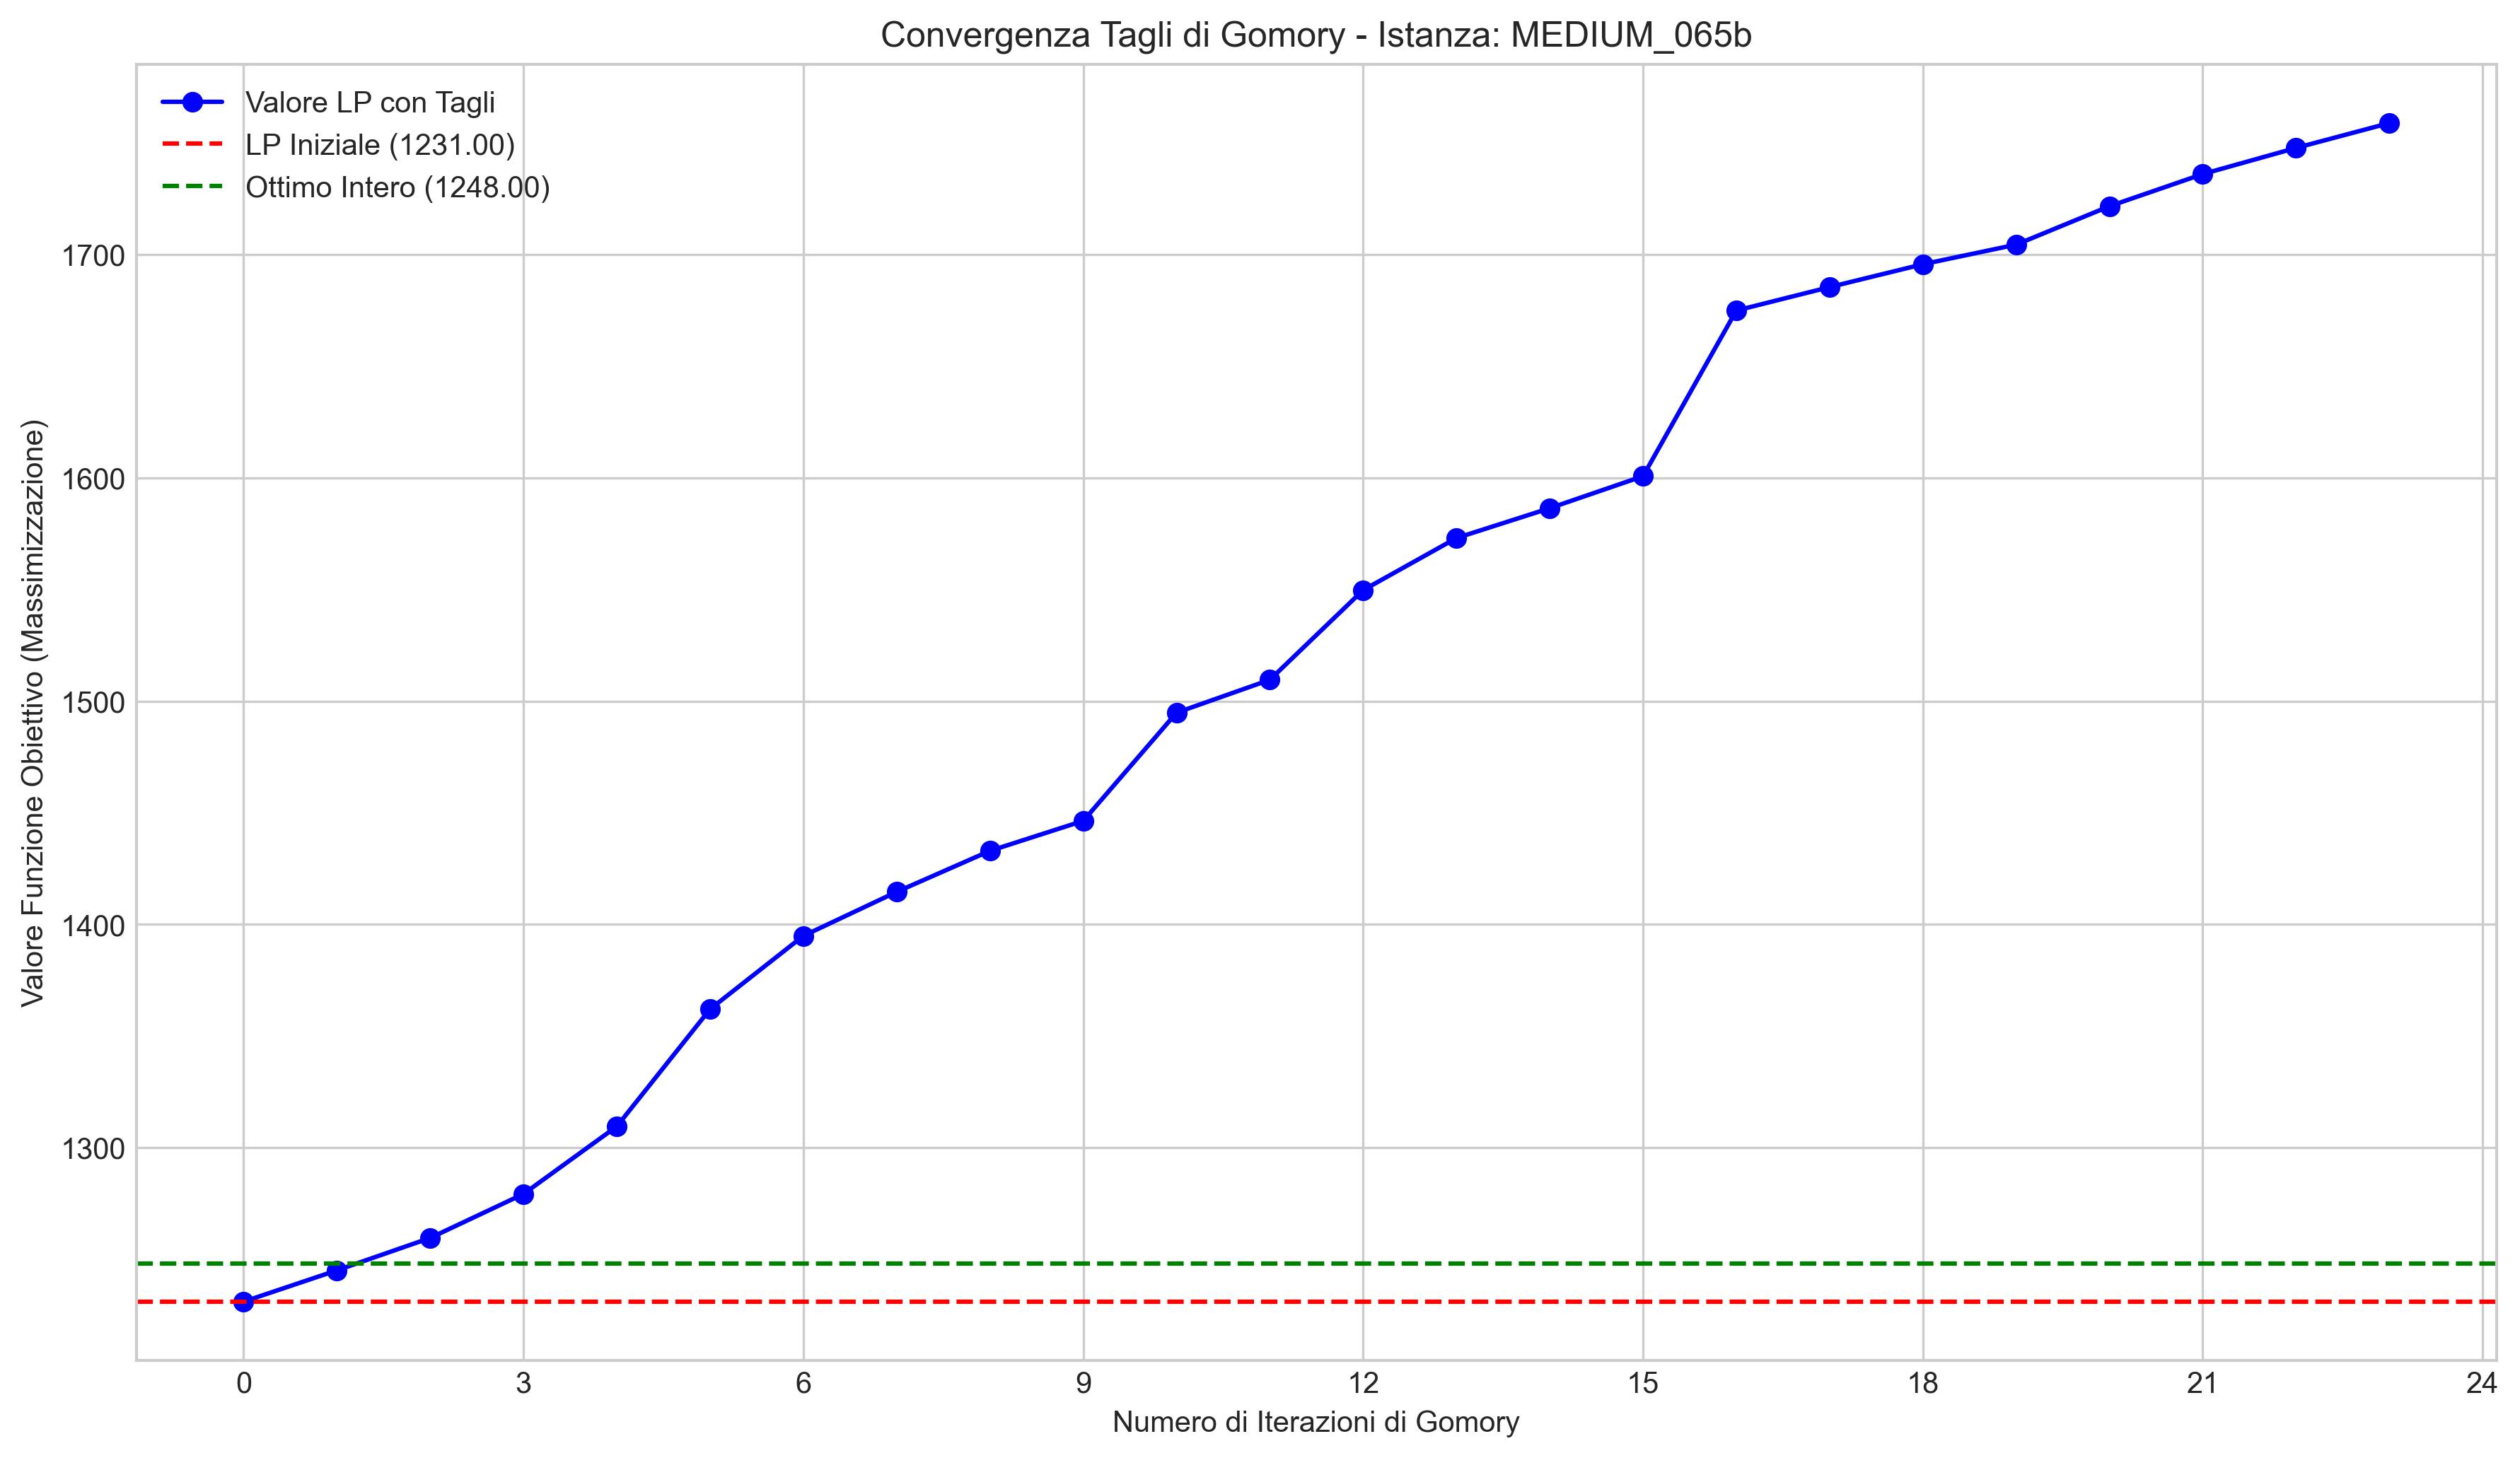 Convergenza Tagli di Gomory - Istanza: MEDIUM_065b
Valore LP con Tagli
LP Iniziale (1231.00)
Ottimo Intero (1248.00)
Valore Funzione Obiettivo (Massimizzazione)
1700
1600
1500
1400
1300
0 3 6 9 12 15 18 21 24
Numero di Iterazioni di Gomory